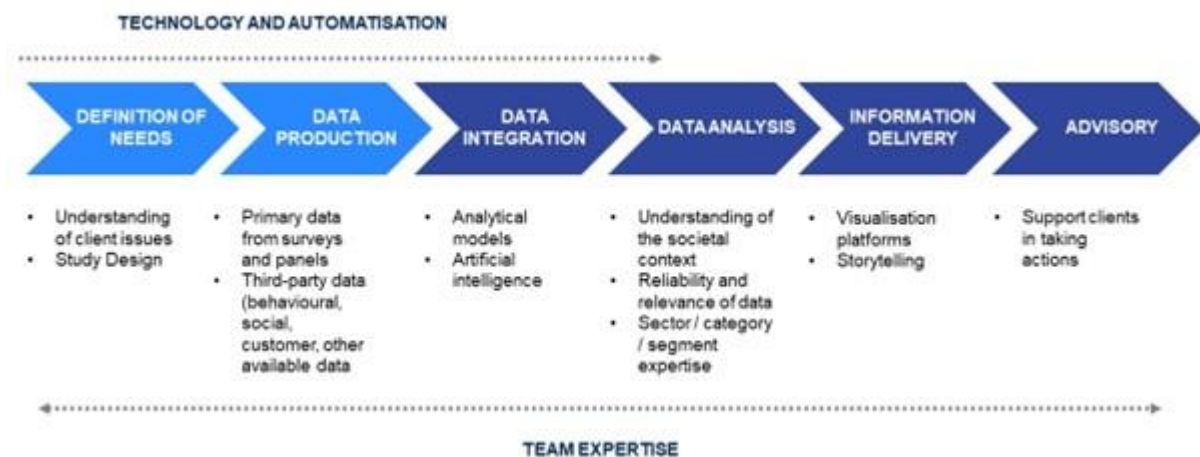 TECHNOLOGY AND AUTOMATISATION
DEFINITION OF
NEEDS
DATA
PRODUCTION
DATA
INTEGRATION
DATA ANALYSIS
INFORMATION
DELIVERY
ADVISORY
• Understanding
of client issues
• Study Design
• Primary data
from surveys
and panels
• Third-party data
(behavioural,
social,
customer, other
available data
• Analytical
models
• Artificial
intelligence
• Understanding of
the societal
context
• Reliability and
relevance of data
• Sector / category
/ segment
expertise
• Visualisation
platforms
• Storytelling
• Support clients
in taking
actions
TEAM EXPERTISE